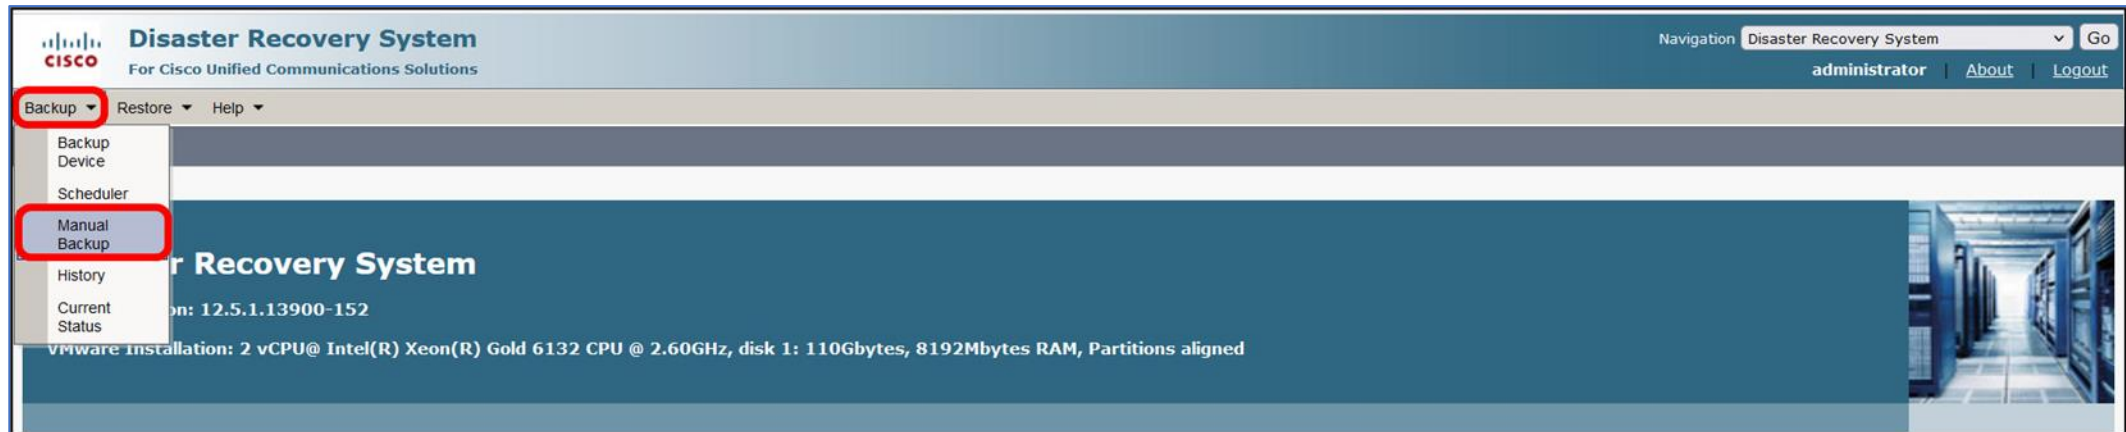 Disaster Recovery System
Navigation Disaster Recovery System Go
CISCO
For Cisco Unified Communications Solutions
administrator About Logout
Backup Restore Help
Backup
Device
Scheduler
Manual
Backup
History
Current
Status
r Recovery System
on: 12.5.1.13900-152
VMware Installation: 2 vCPU@ Intel(R) Xeon(R) Gold 6132 CPU @ 2.60GHz, disk 1: 110Gbytes, 8192Mbytes RAM, Partitions aligned